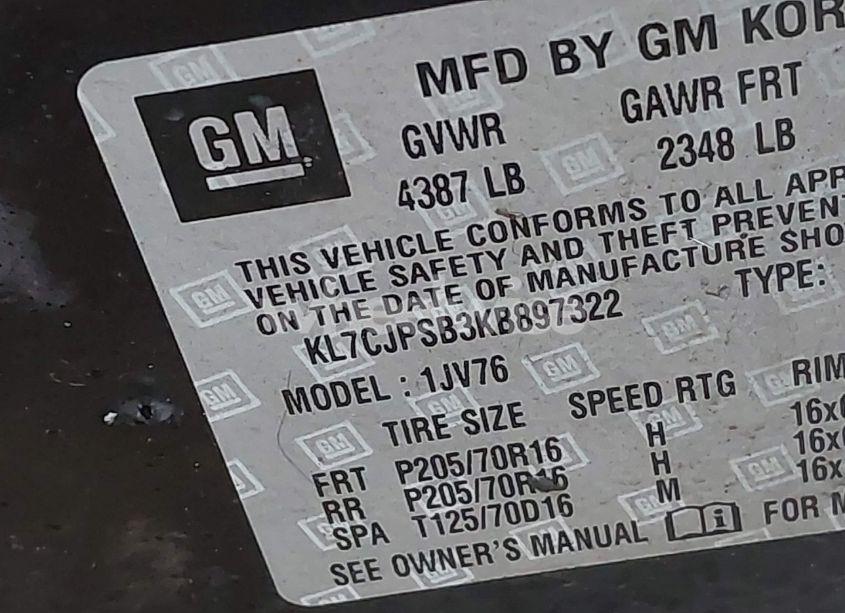 GM
MFD BY GM KOR
GVWR GAWR FRT
4387 LB 2348 LB
THIS VEHICLE CONFORMS TO ALL APP
VEHICLE SAFETY AND THEFT PREVEN
ON THE DATE OF MANUFACTURE SHO
KL7CJPSB3KB897322 TYPE:
MODEL : 1JV76
TIRE SIZE SPEED RTG RIM
FRT P205/70R16 H 16x
RR P205/70R16 H 16x
SPA T125/70D16 M 16x
SEE OWNER'S MANUAL i FOR M